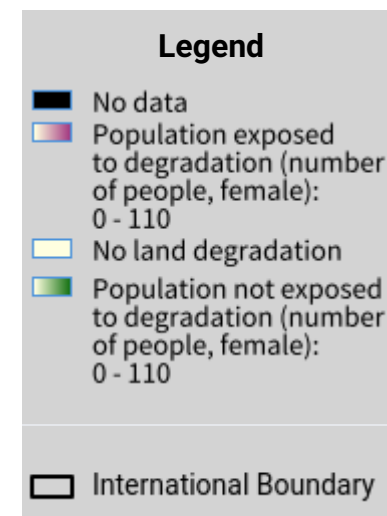 Legend
No data
Population exposed
to degradation (number
of people, female):
0 - 110
No land degradation
Population not exposed
to degradation (number
of people, female):
0 - 110
International Boundary